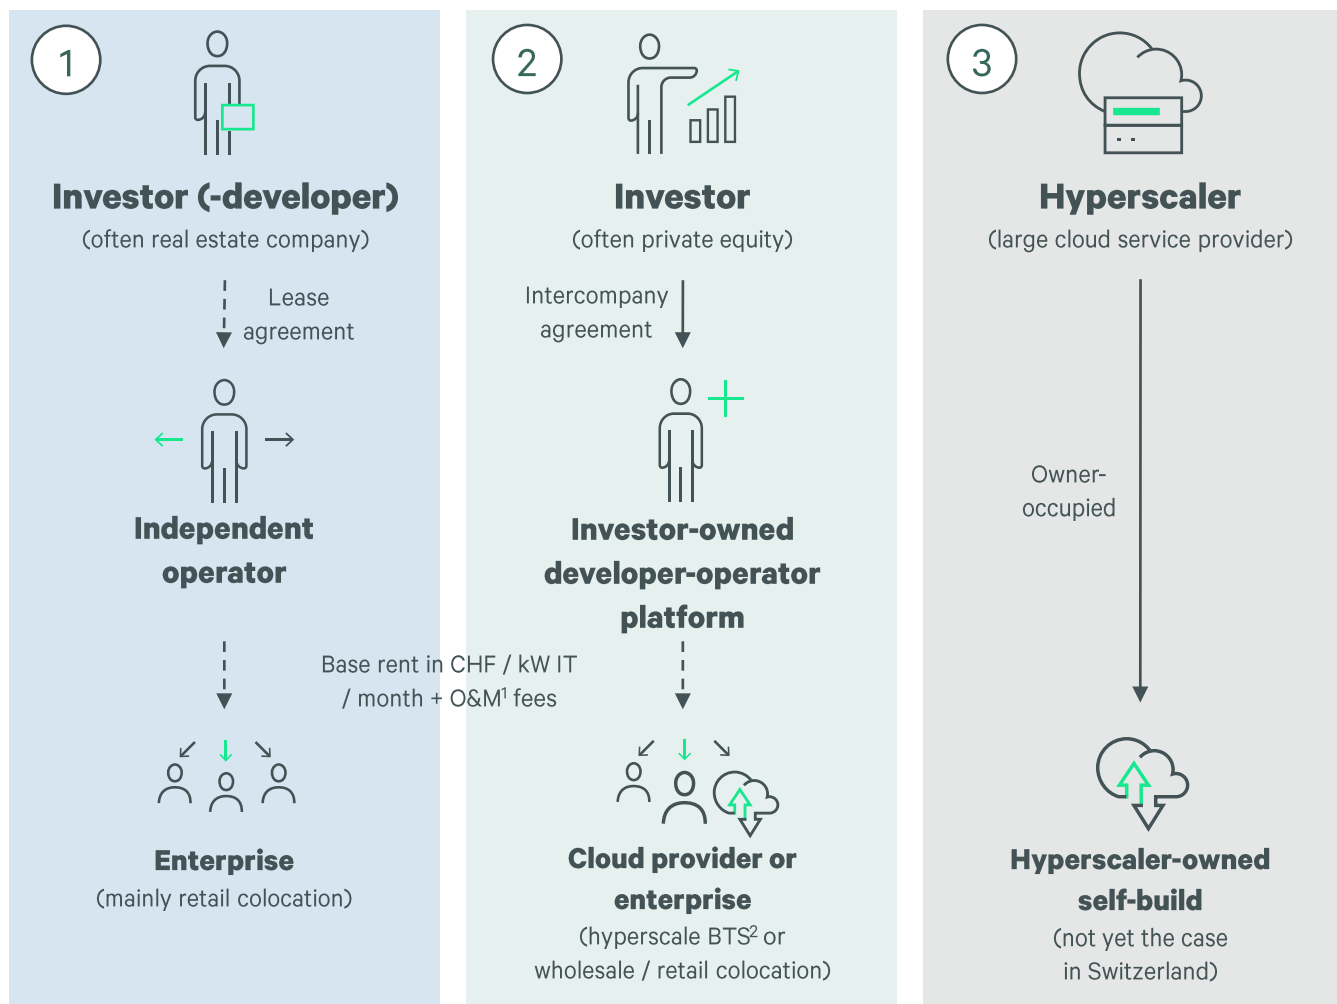 1
Investor (-developer)
(often real estate company)
Lease
agreement
Independent
operator
Base rent in CHF / kW IT
/ month + O&M¹ fees
Enterprise
(mainly retail colocation)
2
Investor
(often private equity)
Intercompany
agreement
Investor-owned
developer-operator
platform
Cloud provider or
enterprise
(hyperscale BTS² or
wholesale / retail colocation)
3
Hyperscaler
(large cloud service provider)
Owner-
occupied
Hyperscaler-owned
self-build
(not yet the case
in Switzerland)